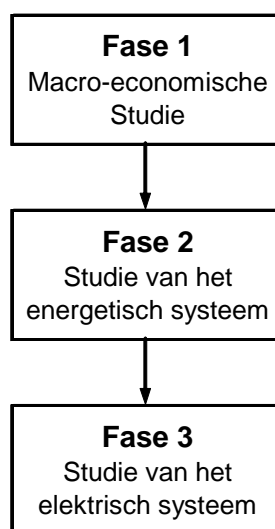 Fase 1
Macro-economische
Studie
Fase 2
Studie van het
energetisch systeem
Fase 3
Studie van het
elektrisch systeem